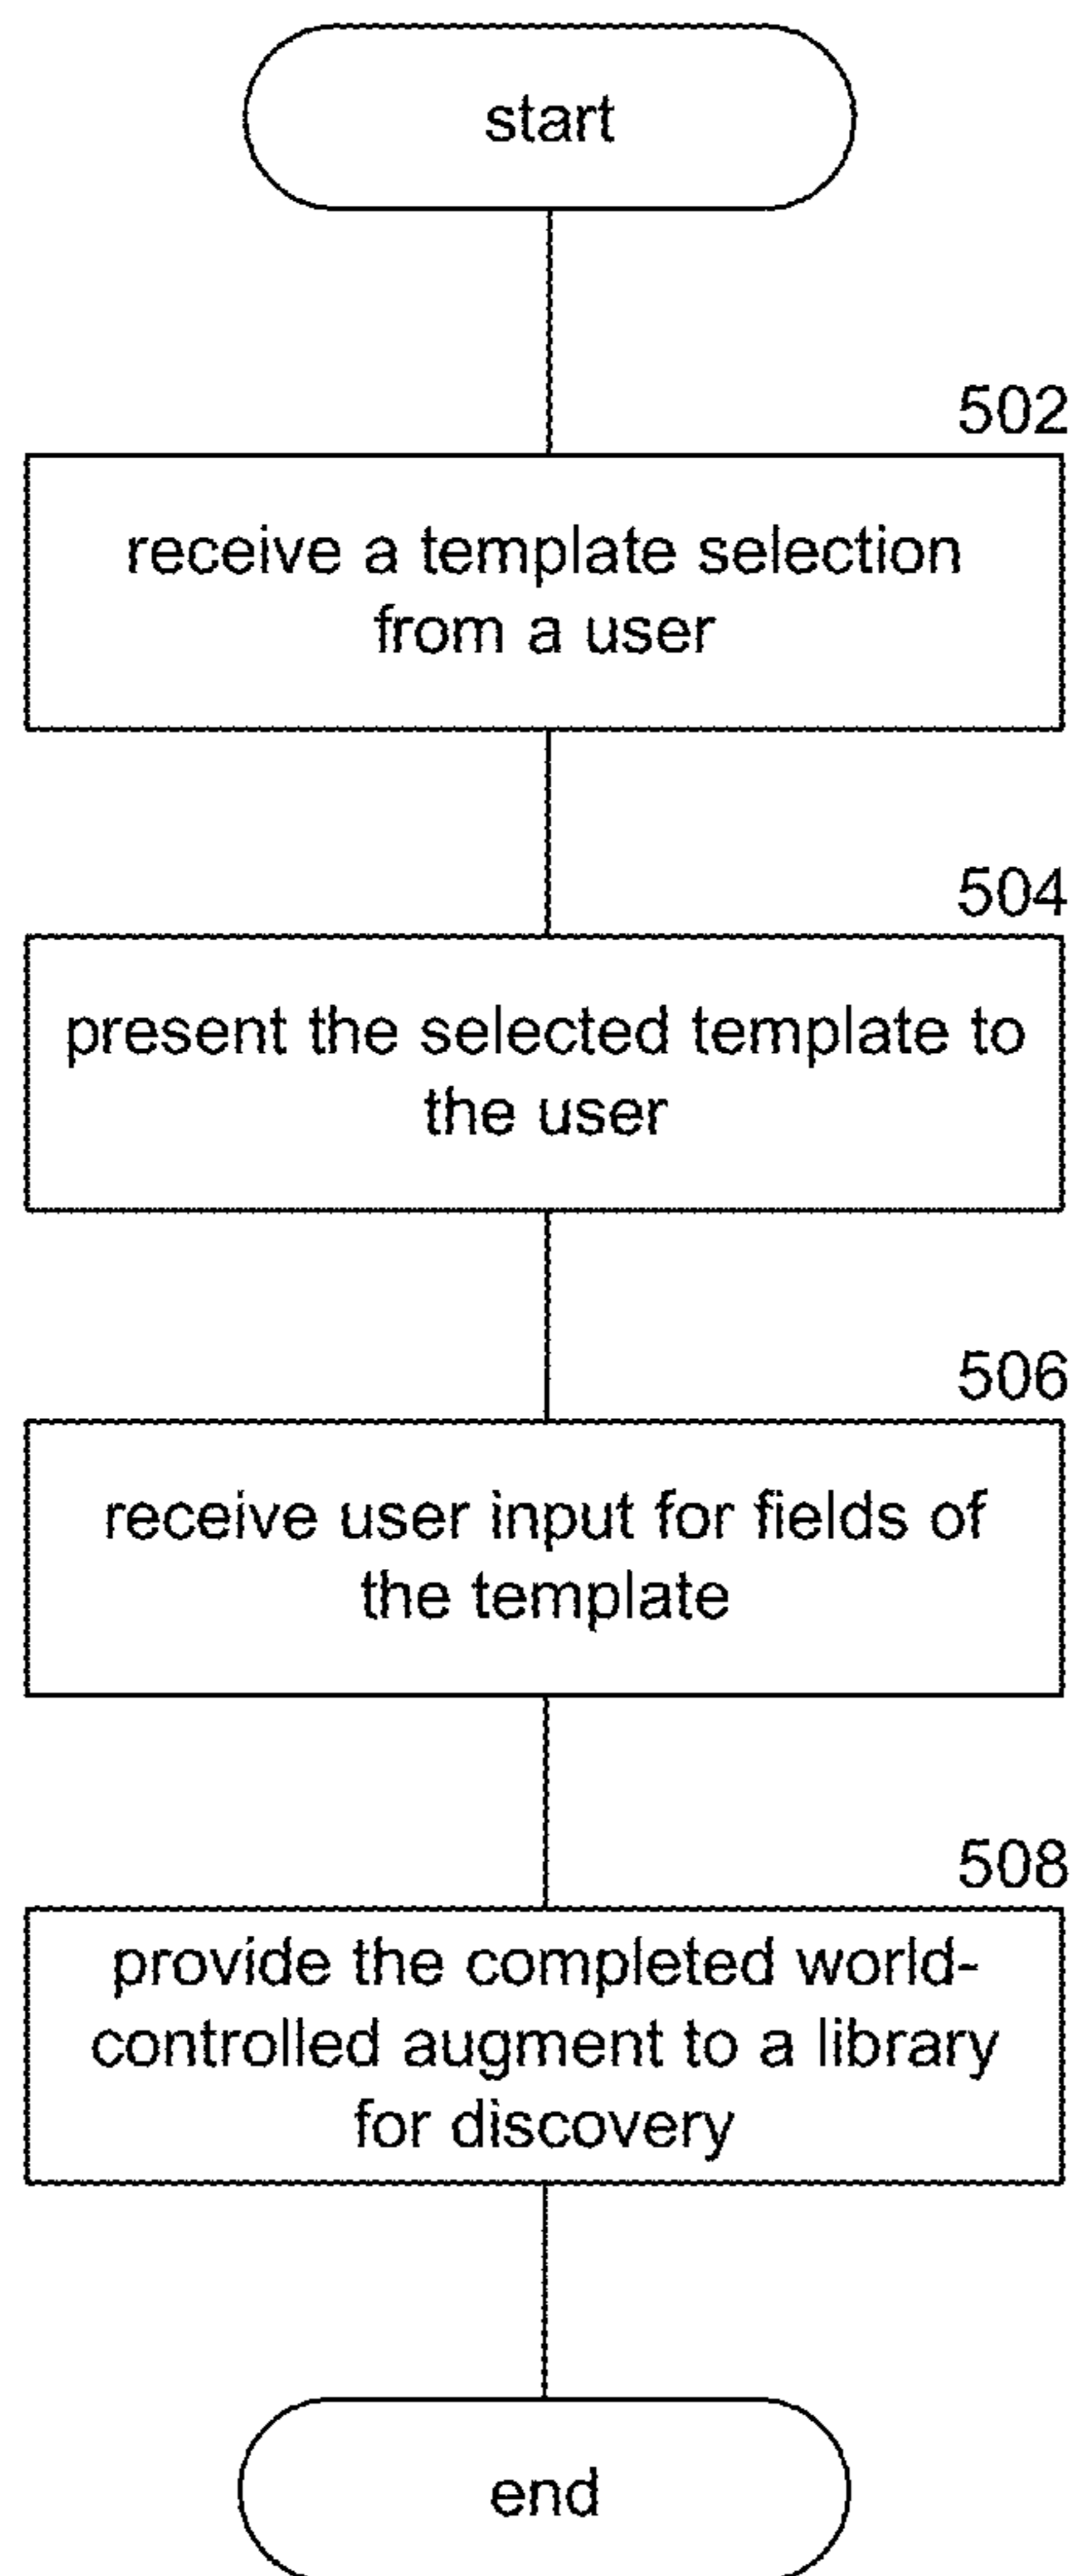 start
502
receive a template selection
from a user
504
present the selected template to
the user
506
receive user input for fields of
the template
508
provide the completed world-
controlled augment to a library
for discovery
end